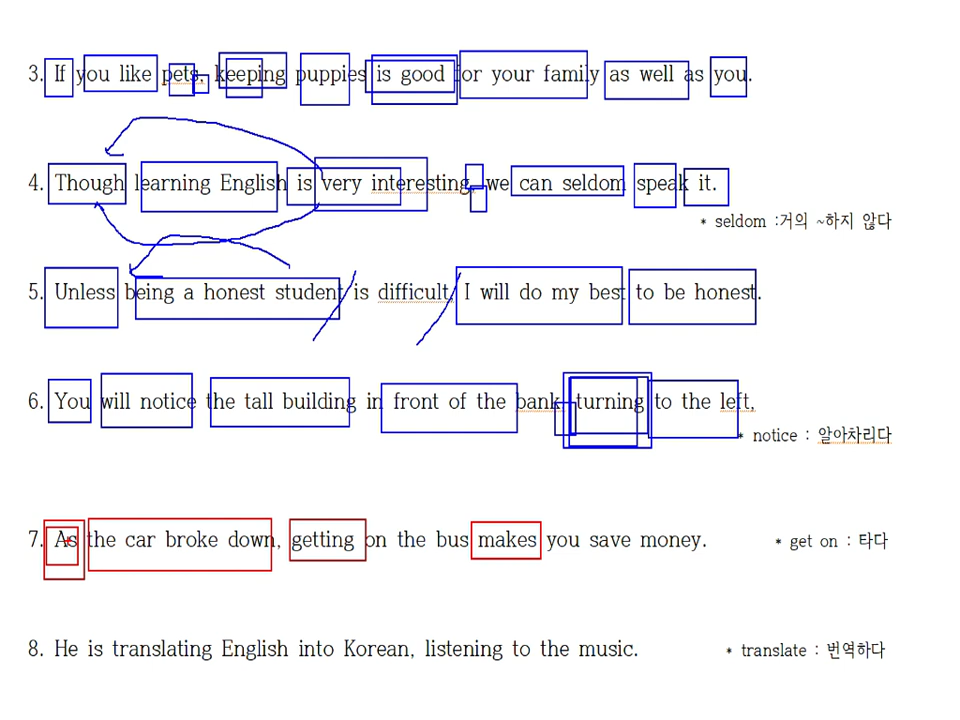 3. If you like pets, keeping puppies is good for your family as well as you.
4. Though learning English is very interesting, we can seldom speak it.
* seldom :거의 ~하지 않다
5. Unless being a honest student is difficult, I will do my best to be honest.
6. You will notice the tall building in front of the bank, turning to the left,
* notice : 알아차리다
7. As the car broke down, getting on the bus makes you save money. * get on : 타다
8. He is translating English into Korean, listening to the music. * translate : 번역하다